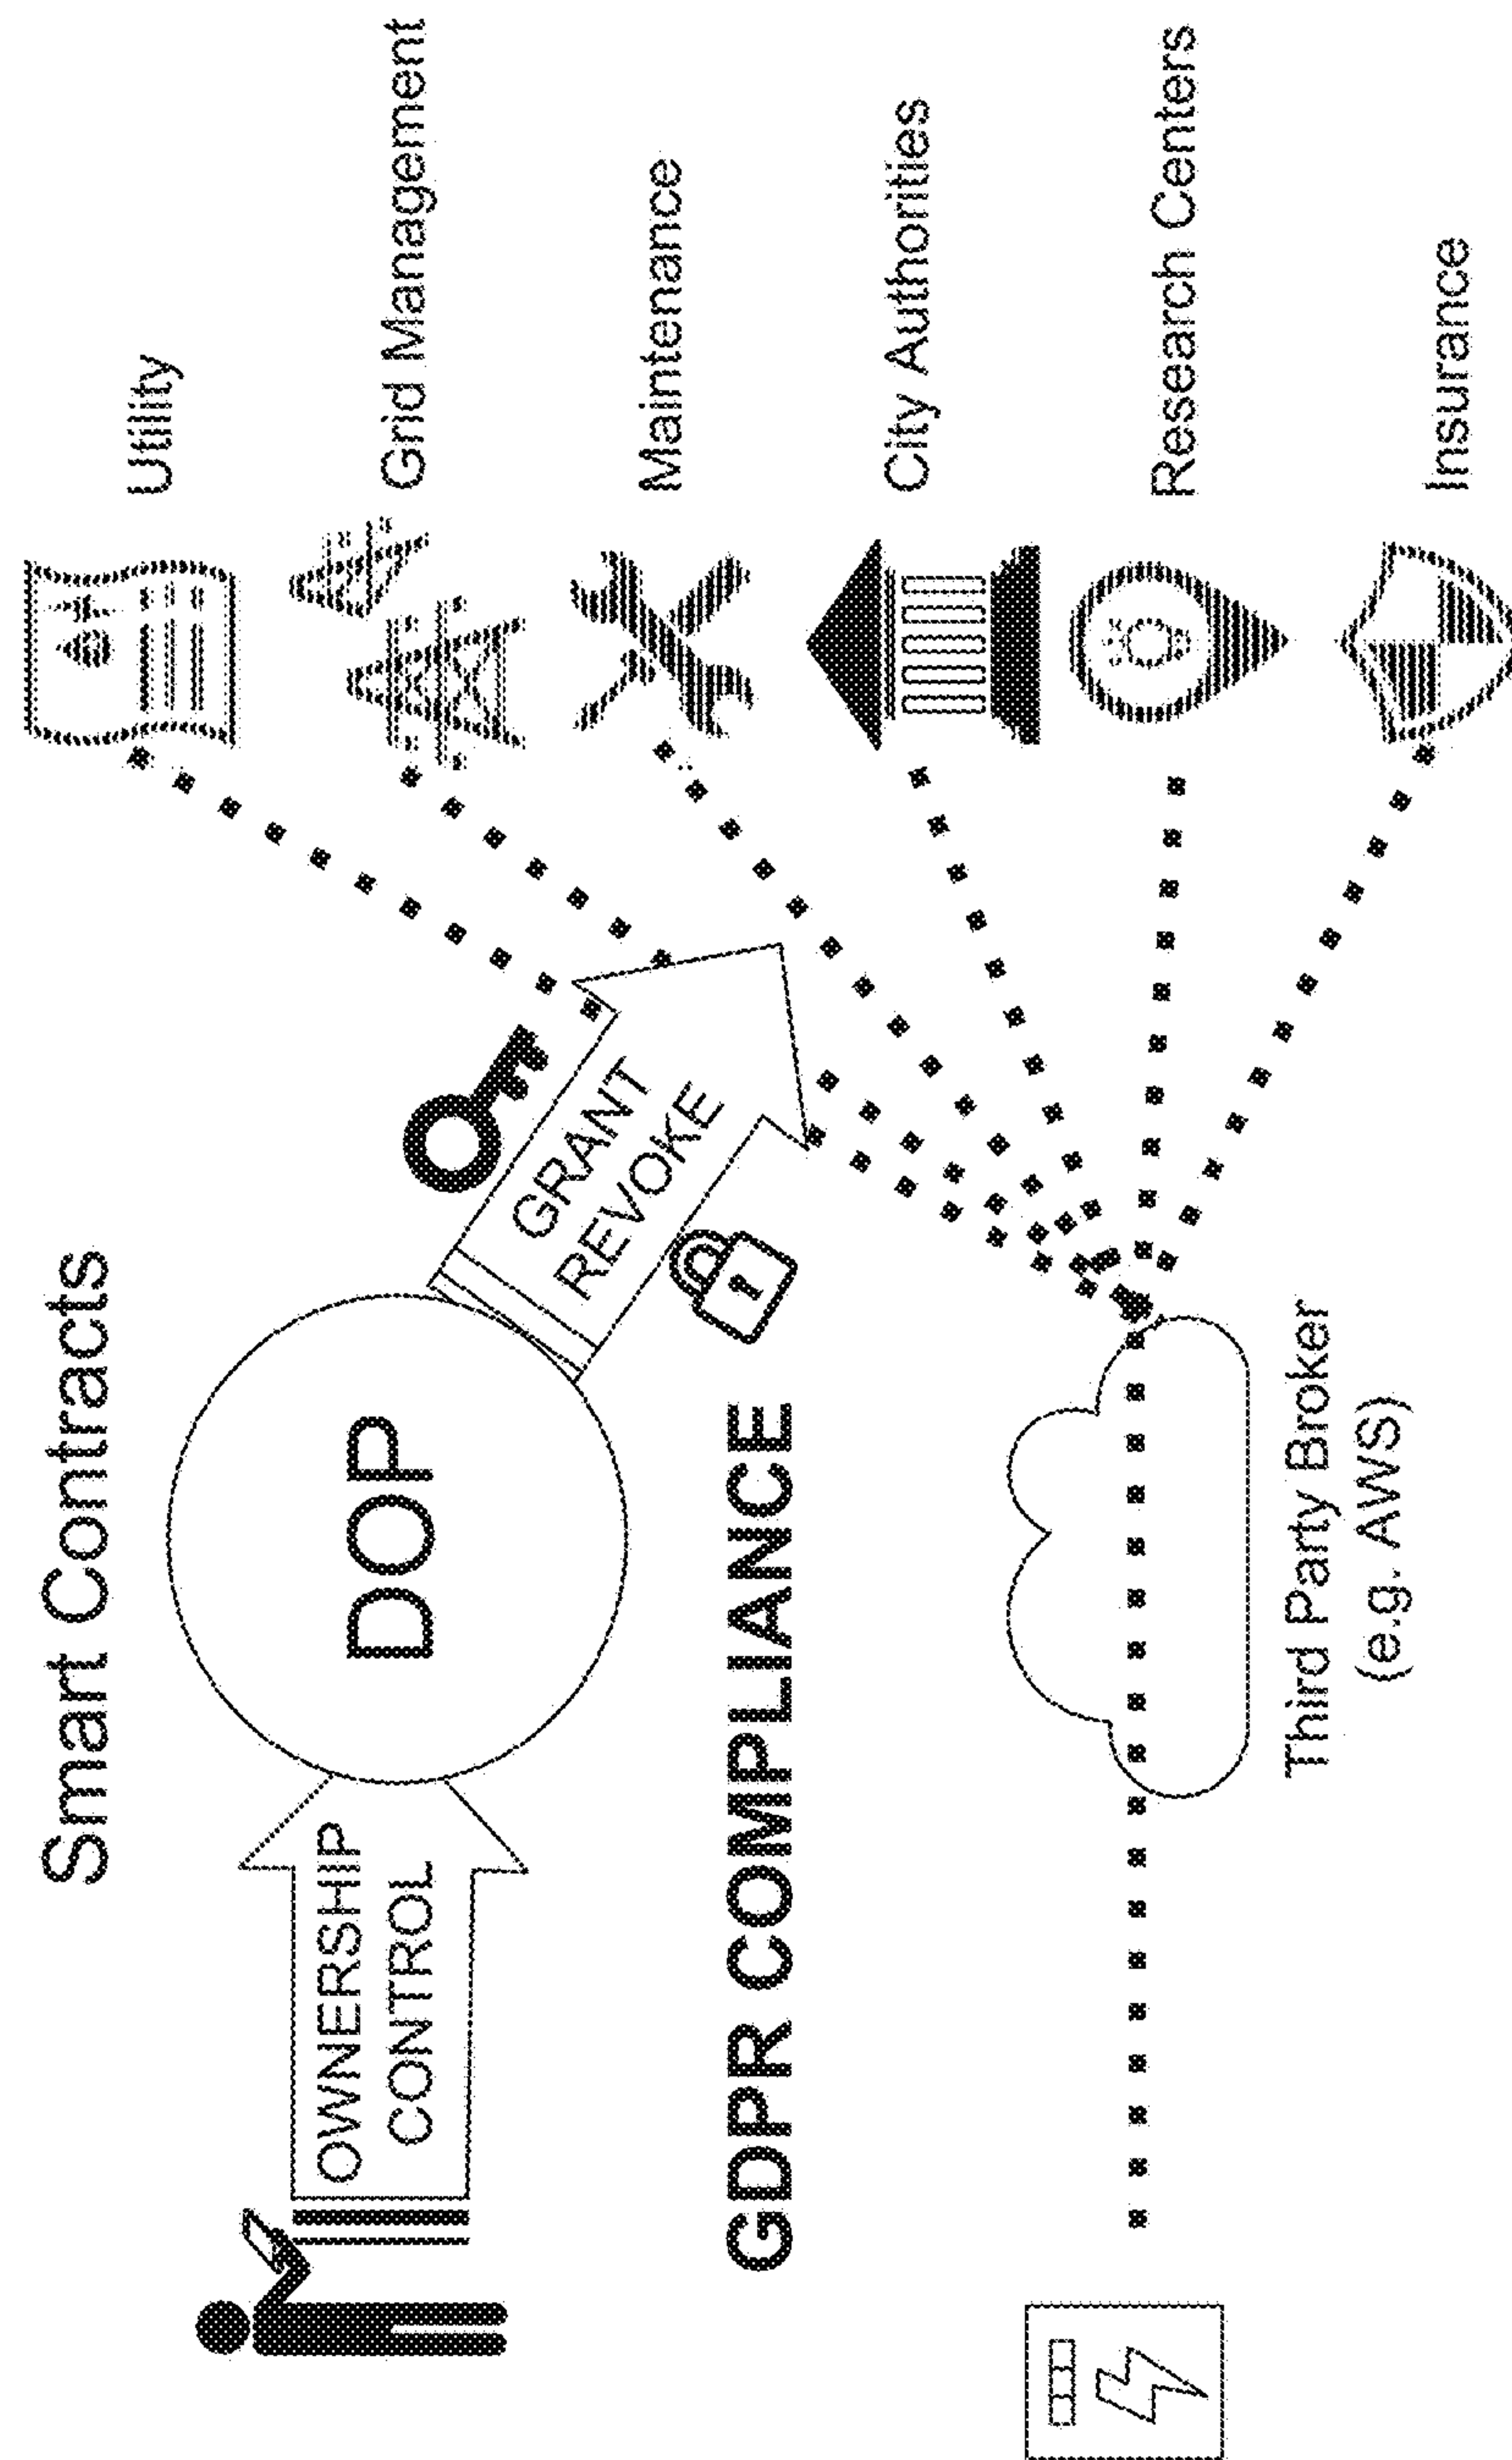 Smart Contracts
OWNERSHIP
CONTROL
DOP
GRANT
REVOKE
GDPR COMPLIANCE
Third Party Broker
(e.g. AWS)
Utility
Grid Management
Maintenance
City Authorities
Research Centers
Insurance